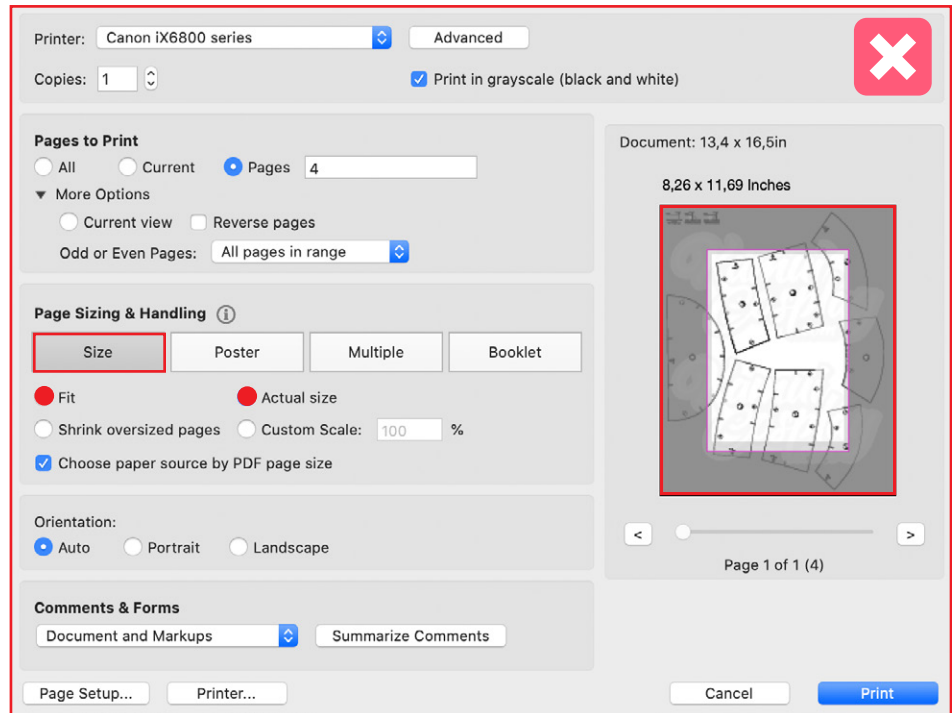 Printer: Canon iX6800 series Advanced
Copies: 1 Print in grayscale (black and white)
Pages to Print
All Current Pages 4
More Options
Current view Reverse pages
Odd or Even Pages: All pages in range
Page Sizing & Handling
Size Poster Multiple Booklet
Fit Actual size
Shrink oversized pages Custom Scale: 100 %
Choose paper source by PDF page size
Orientation:
Auto Portrait Landscape
Comments & Forms
Document and Markups Summarize Comments
Page Setup... Printer...
Document: 13,4 x 16,5in
8,26 x 11,69 Inches
< >
Page 1 of 1 (4)
Cancel Print